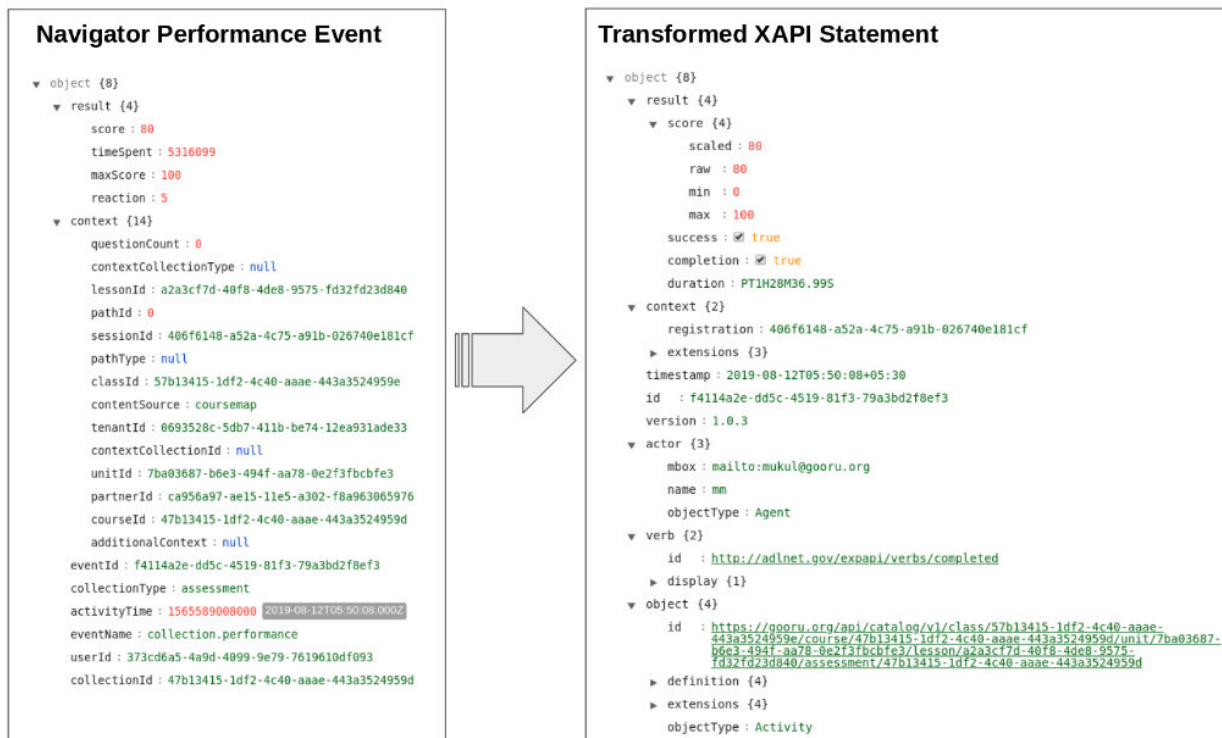 Navigator Performance Event
object {8}
result {4}
score : 80
timeSpent : 5316099
maxScore : 100
reaction : 5
context {14}
questionCount : 0
contextCollectionType : null
lessonId : a2a3cf7d-40f8-4de8-9575-fd32fd23d840
pathId : 0
sessionId : 406f6148-a52a-4c75-a91b-026740e181cf
pathType : null
classId : 57b13415-1df2-4c40-aaae-443a3524959e
contentSource : coursemap
tenantId : 0693528c-5db7-411b-be74-12ea931ade33
contextCollectionId : null
unitId : 7ba03687-b6e3-494f-aa78-0e2f3fbcbfe3
partnerId : ca956a97-ae15-11e5-a302-f8a963065976
courseId : 47b13415-1df2-4c40-aaae-443a3524959d
additionalContext : null
eventId : f4114a2e-dd5c-4519-81f3-79a3bd2f8ef3
collectionType : assessment
activityTime : 1565589008000 2019-08-12T05:50:08.000Z
eventName : collection.performance
userId : 373cd6a5-4a9d-4099-9e79-7619610df093
collectionId : 47b13415-1df2-4c40-aaae-443a3524959d
Transformed XAPI Statement
object {8}
result {4}
score {4}
scaled : 80
raw : 80
min : 0
max : 100
success : true
completion : true
duration : PT1H28M36.99S
context {2}
registration : 406f6148-a52a-4c75-a91b-026740e181cf
extensions {3}
timestamp : 2019-08-12T05:50:08+05:30
id : f4114a2e-dd5c-4519-81f3-79a3bd2f8ef3
version : 1.0.3
actor {3}
mbox : mailto:mukul@gooru.org
name : mm
objectType : Agent
verb {2}
id : http://adlnet.gov/expapi/verbs/completed
display {1}
object {4}
id : https://gooru.org/api/catalog/v1/class/57b13415-1df2-4c40-aaae-
443a3524959e/course/47b13415-1df2-4c40-aaae-443a3524959d/unit/7ba03687-
b6e3-494f-aa78-0e2f3fbcbfe3/lesson/a2a3cf7d-40f8-4de8-9575-
fd32fd23d840/assessment/47b13415-1df2-4c40-aaae-443a3524959d
definition {4}
extensions {4}
objectType : Activity